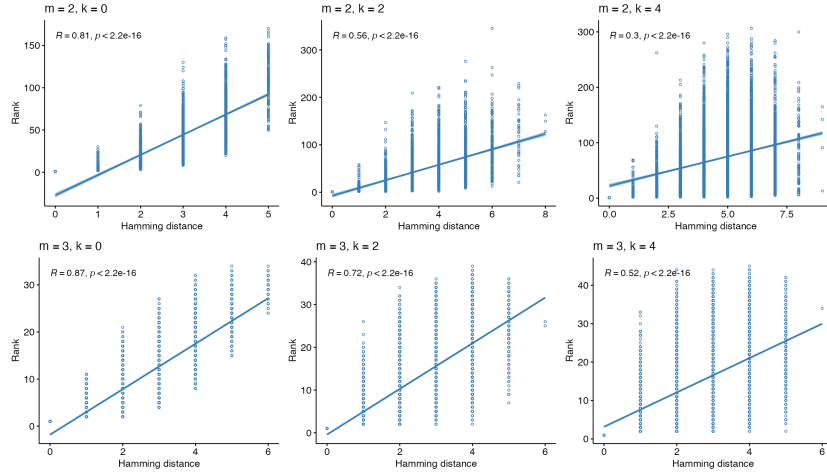 m = 2, k = 0
R = 0.81, p < 2.2e-16
Rank
150
100
50
0
0 1 2 3 4 5
Hamming distance
m = 2, k = 2
R = 0.56, p < 2.2e-16
Rank
300
200
100
0
0 2 4 6 8
Hamming distance
m = 2, k = 4
R = 0.3, p < 2.2e-16
Rank
300
200
100
0
0.0 2.5 5.0 7.5
Hamming distance
m = 3, k = 0
R = 0.87, p < 2.2e-16
Rank
30
20
10
0
0 2 4 6
Hamming distance
m = 3, k = 2
R = 0.72, p < 2.2e-16
Rank
40
30
20
10
0
0 2 4 6
Hamming distance
m = 3, k = 4
R = 0.52, p < 2.2e-16
Rank
40
30
20
10
0
0 2 4 6
Hamming distance